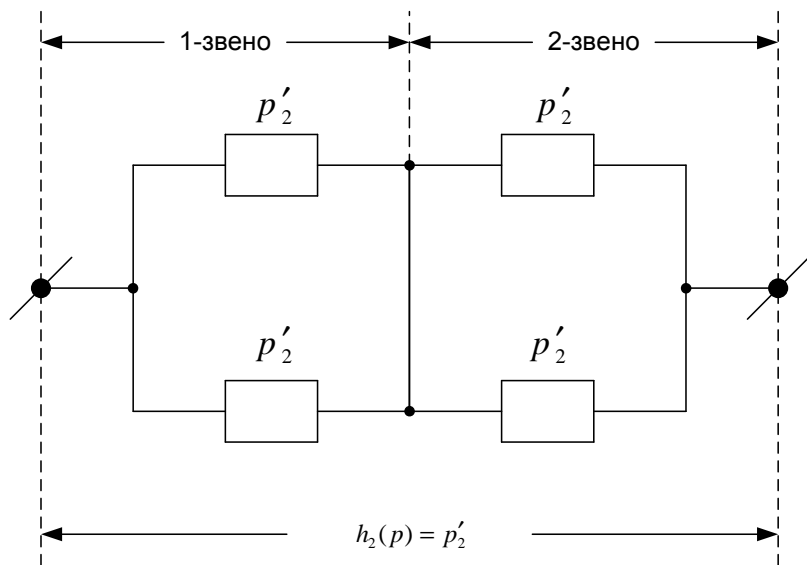 1-звено 2-звено
p′₂ p′₂
p′₂ p′₂
h₂(p) = p′₂